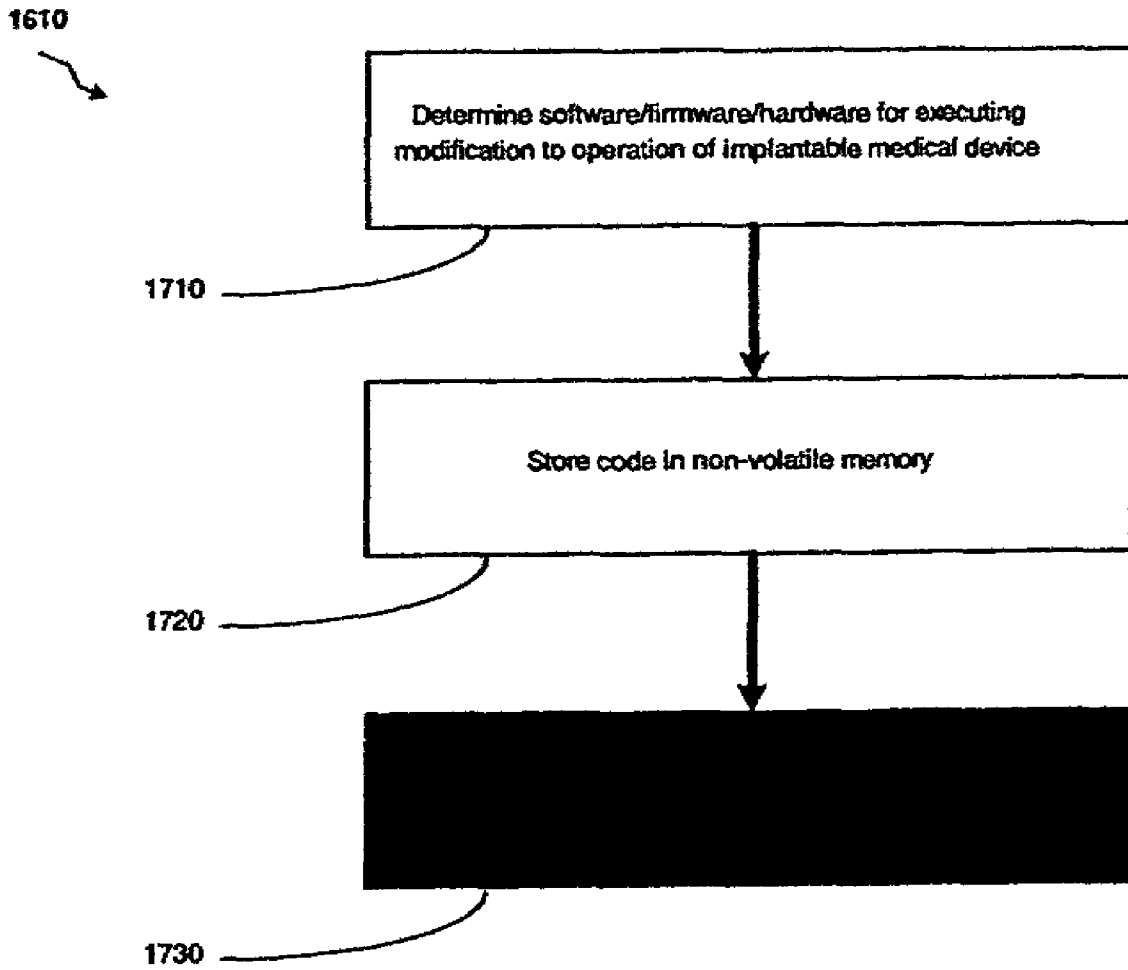 1610
Determine software/firmware/hardware for executing
modification to operation of implantable medical device
1710
Store code in non-volatile memory
1720
1730